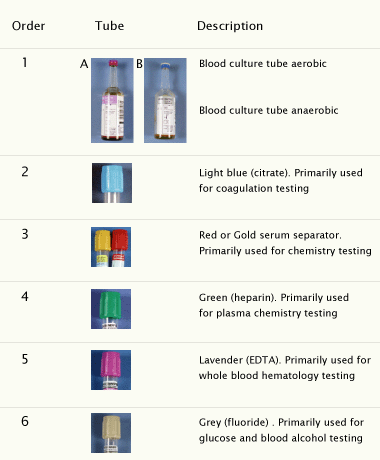 Order Tube Description
1 A B Blood culture tube aerobic
Blood culture tube anaerobic
2 Light blue (citrate). Primarily used
for coagulation testing
3 Red or Gold serum separator.
Primarily used for chemistry testing
4 Green (heparin). Primarily used
for plasma chemistry testing
5 Lavender (EDTA). Primarily used for
whole blood hematology testing
6 Grey (fluoride) . Primarily used for
glucose and blood alcohol testing